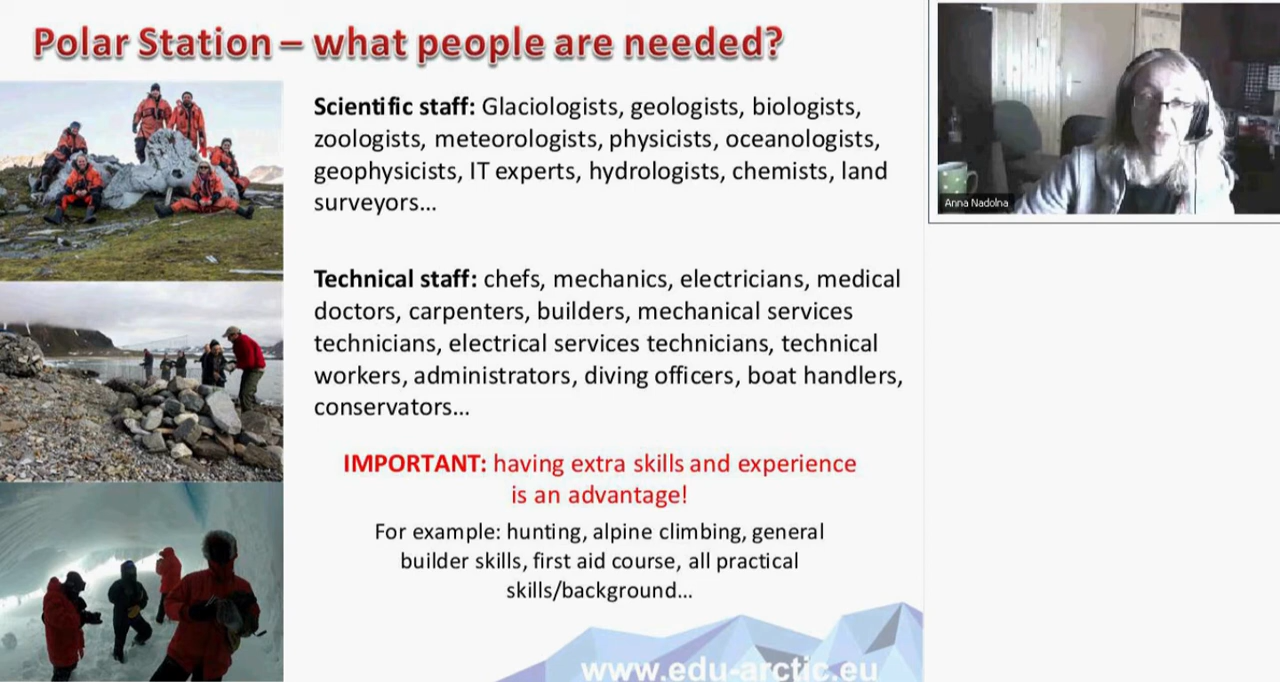 Polar Station – what people are needed?
Scientific staff: Glaciologists, geologists, biologists,
zoologists, meteorologists, physicists, oceanologists,
geophysicists, IT experts, hydrologists, chemists, land
surveyors...
Technical staff: chefs, mechanics, electricians, medical
doctors, carpenters, builders, mechanical services
technicians, electrical services technicians, technical
workers, administrators, diving officers, boat handlers,
conservators...
IMPORTANT: having extra skills and experience
is an advantage!
For example: hunting, alpine climbing, general
builder skills, first aid course, all practical
skills/background...
www.edu-arctic.eu
Anna Nadolna